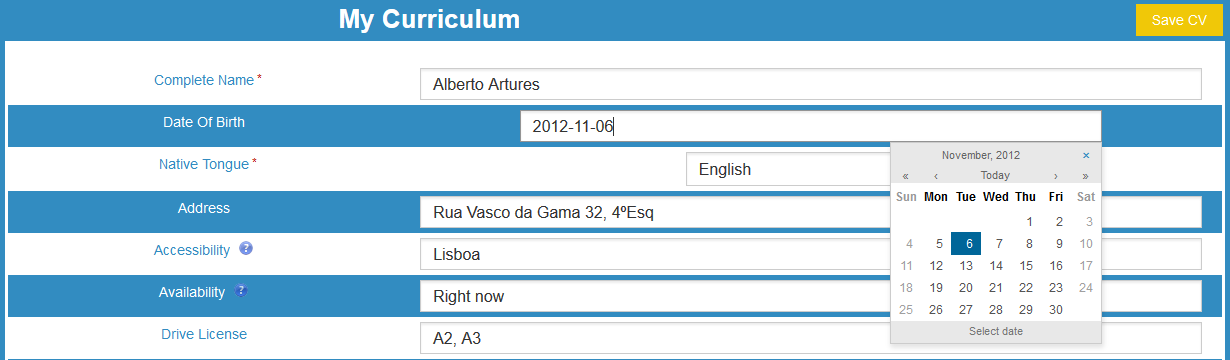 My Curriculum
Save CV
Complete Name *
Alberto Artures
Date Of Birth
2012-11-06
Native Tongue *
English
November, 2012 ×
« ‹ Today › »
Sun Mon Tue Wed Thu Fri Sat
1 2 3
4 5 6 7 8 9 10
11 12 13 14 15 16 17
18 19 20 21 22 23 24
25 26 27 28 29 30
Select date
Address
Rua Vasco da Gama 32, 4ºEsq
Accessibility ?
Lisboa
Availability ?
Right now
Drive License
A2, A3